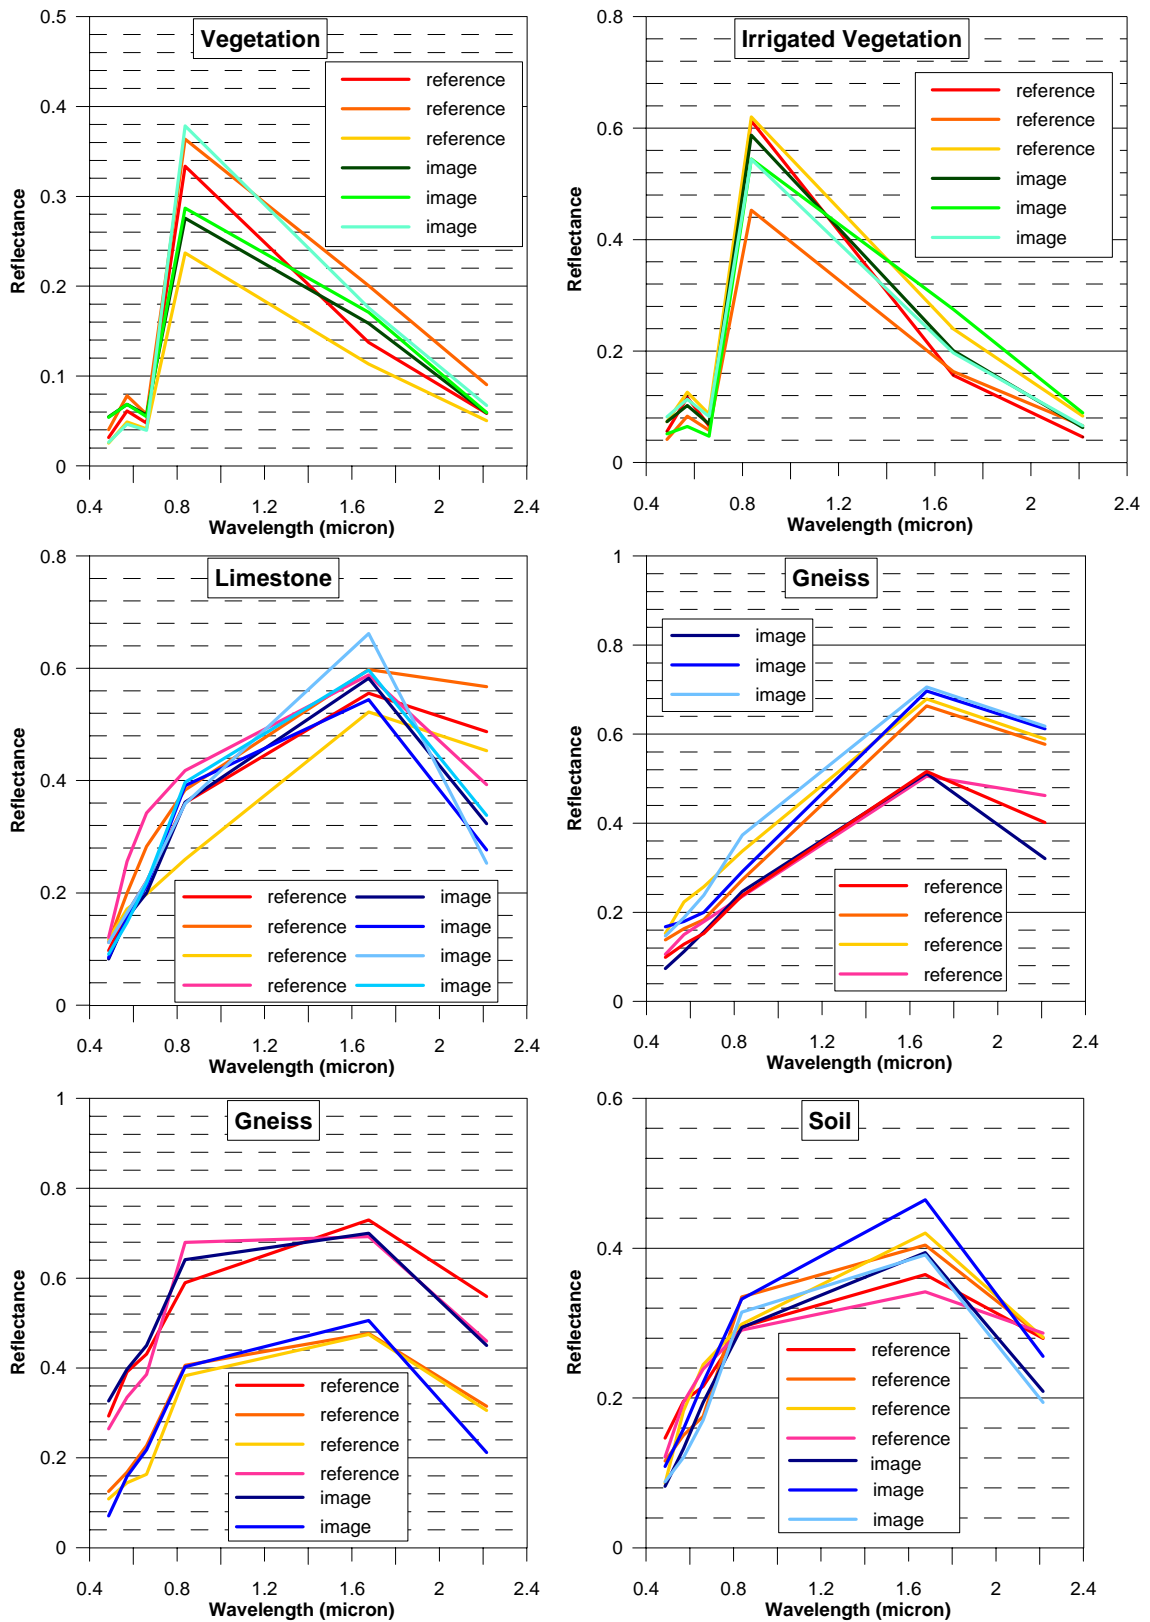 Vegetation
reference
reference
reference
image
image
image
0.5
0.4
0.3
0.2
0.1
0
Reflectance
0.4 0.8 1.2 1.6 2 2.4
Wavelength (micron)
Irrigated Vegetation
reference
reference
reference
image
image
image
0.8
0.6
0.4
0.2
0
Reflectance
0.4 0.8 1.2 1.6 2 2.4
Wavelength (micron)
Limestone
reference image
reference image
reference image
reference image
0.8
0.6
0.4
0.2
0
Reflectance
0.4 0.8 1.2 1.6 2 2.4
Wavelength (micron)
Gneiss
image
image
image
reference
reference
reference
reference
1
0.8
0.6
0.4
0.2
0
Reflectance
0.4 0.8 1.2 1.6 2 2.4
Wavelength (micron)
Gneiss
reference
reference
reference
reference
image
image
1
0.8
0.6
0.4
0.2
0
Reflectance
0.4 0.8 1.2 1.6 2 2.4
Wavelength (micron)
Soil
reference
reference
reference
reference
image
image
image
0.6
0.4
0.2
0
Reflectance
0.4 0.8 1.2 1.6 2 2.4
Wavelength (micron)